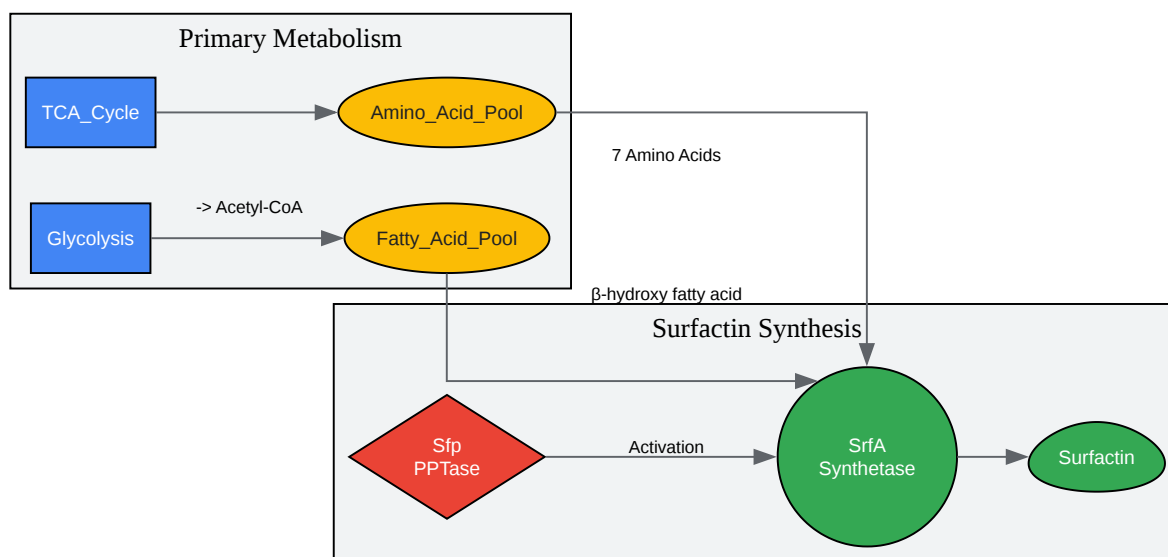 Primary Metabolism
TCA_Cycle
Amino_Acid_Pool
7 Amino Acids
-> Acetyl-CoA
Glycolysis
Fatty_Acid_Pool
β-hydroxy fatty acid
Surfactin Synthesis
Sfp
PPTase
Activation
SrfA
Synthetase
Surfactin